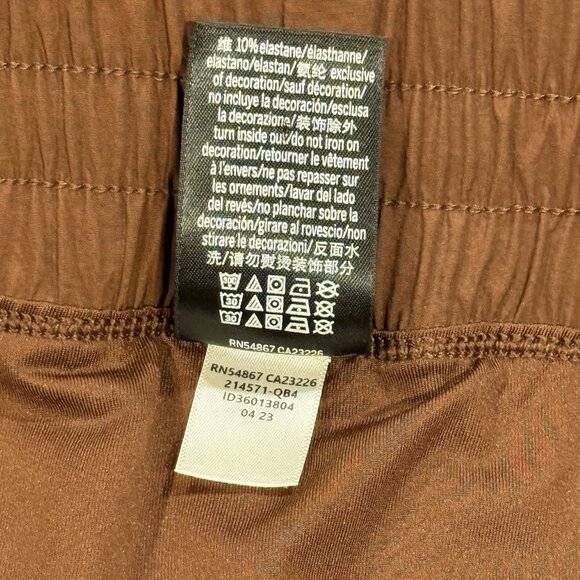 维 10% elastane/élasthanne/
elastano/elastan/氨纶 exclusive
of decoration/sauf décoration/
no incluye la decoración/esclusa
la decorazione/装饰除外
turn inside out/do not iron on
decoration/retourner le vêtement
à l'envers/ne pas repasser sur
les ornements/lavar del lado
del revés/no planchar sobre la
decoración/girare al rovescio/non
stirare le decorazioni/反面水
洗/请勿熨烫装饰部分
30
30
RN54867 CA23226
RN54867 CA23226
214571-QB4
ID36013804
04 23